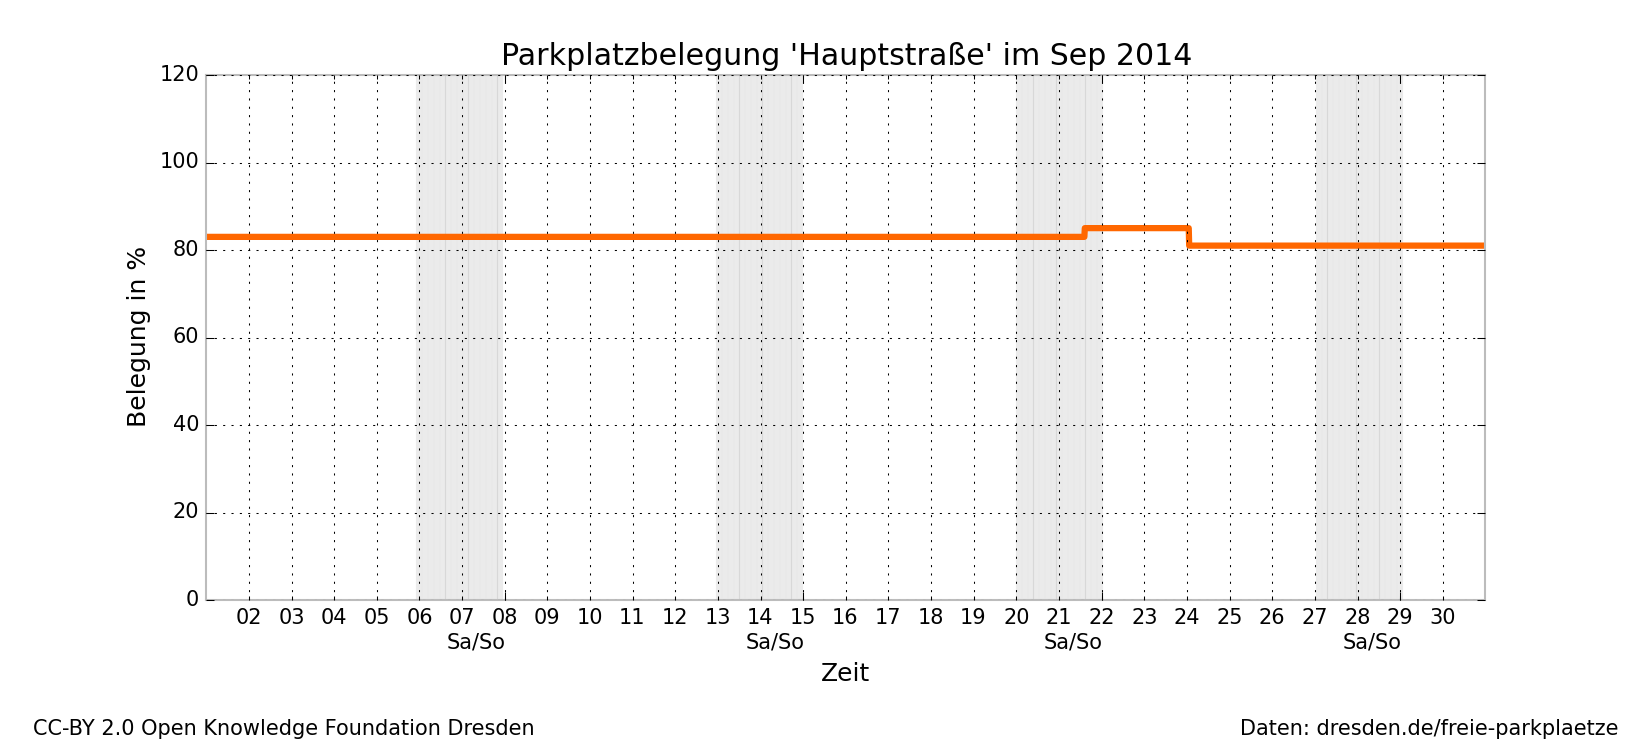 Parkplatzbelegung 'Hauptstraße' im Sep 2014
120
100
80
60
40
20
0
Belegung in %
02 03 04 05 06 07 08 09 10 11 12 13 14 15 16 17 18 19 20 21 22 23 24 25 26 27 28 29 30
Sa/So Sa/So Sa/So Sa/So
Zeit
CC-BY 2.0 Open Knowledge Foundation Dresden
Daten: dresden.de/freie-parkplaetze